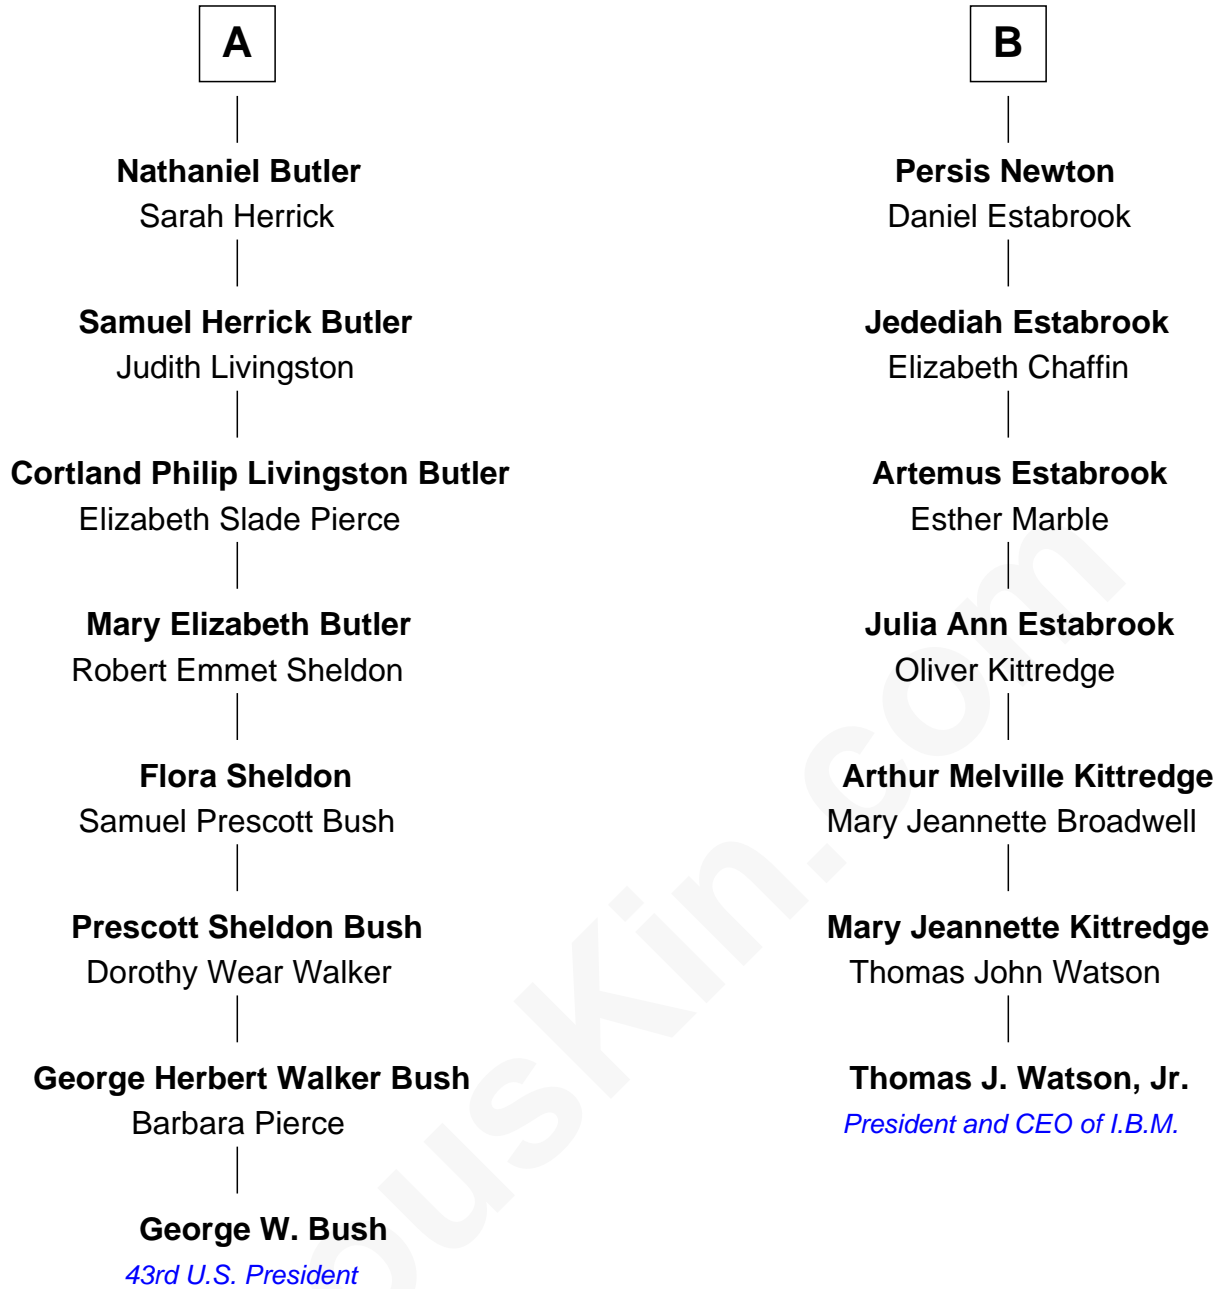 A
Nathaniel Butler
Sarah Herrick
Samuel Herrick Butler
Judith Livingston
Cortland Philip Livingston Butler
Elizabeth Slade Pierce
Mary Elizabeth Butler
Robert Emmet Sheldon
Flora Sheldon
Samuel Prescott Bush
Prescott Sheldon Bush
Dorothy Wear Walker
George Herbert Walker Bush
Barbara Pierce
George W. Bush
43rd U.S. President
B
Persis Newton
Daniel Estabrook
Jedediah Estabrook
Elizabeth Chaffin
Artemus Estabrook
Esther Marble
Julia Ann Estabrook
Oliver Kittredge
Arthur Melville Kittredge
Mary Jeannette Broadwell
Mary Jeannette Kittredge
Thomas John Watson
Thomas J. Watson, Jr.
President and CEO of I.B.M.